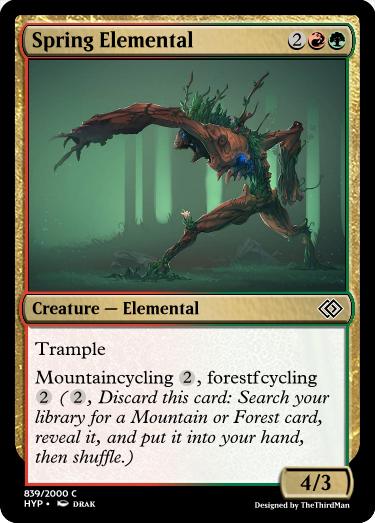 Spring Elemental 2
Creature — Elemental
Trample
Mountaincycling 2, forestfcycling
2 ( 2, Discard this card: Search your
library for a Mountain or Forest card,
reveal it, and put it into your hand,
then shuffle.)
4/3
839/2000 C
HYP • DRAK
Designed by TheThirdMan